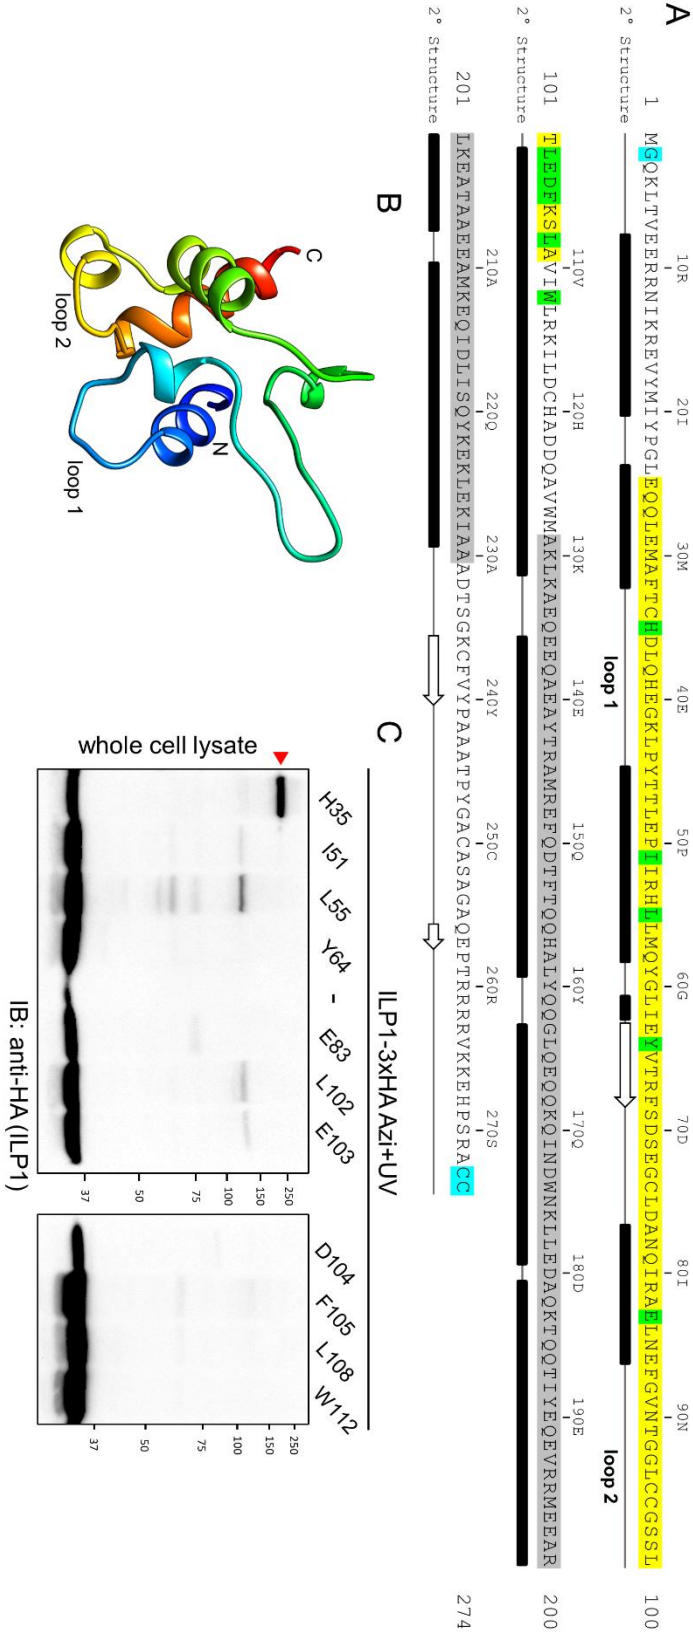 A
10R 20I 30M 40E 50P 60G 70D 80I 90N
1 MGQKLTVEERRNIKREVYMIYPGLEQQLEMAFTCHDLQHEGKLPYTTLEPIIRHLLMQYGLIEYVTRFSDSEGCLDANQIRAELNEFGVNTGGLCCGSSL 100
2° Structure
loop 1 loop 2
110V 120H 130K 140E 150Q 160Y 170Q 180D 190E
101 TLEDFKSLAVIWLRKILDCHADDQAVWMAKLKAEQEEQAEAYTRAMREFQDTFTQQHALYQQGLQEQQKQINDWNKLLEDAQKTQQTIYEQEVRRMEEAR 200
2° Structure
210A 220Q 230A 240Y 250C 260R 270S
201 LKEATAAEEAMKEQIDLISQYKEKLEKIAAADTSGKCFVYPAAATPYGACASAGAQEPTRRRRVKKEHPSRACC 274
2° Structure
B
C
N
loop 1
loop 2
C
ILP1-3xHA Azi+UV
H35 I51 L55 Y64 - E83 L102 E103
D104 F105 L108 W112
whole cell lysate
250
150
100
75
50
37
250
150
100
75
50
37
IB: anti-HA (ILP1)